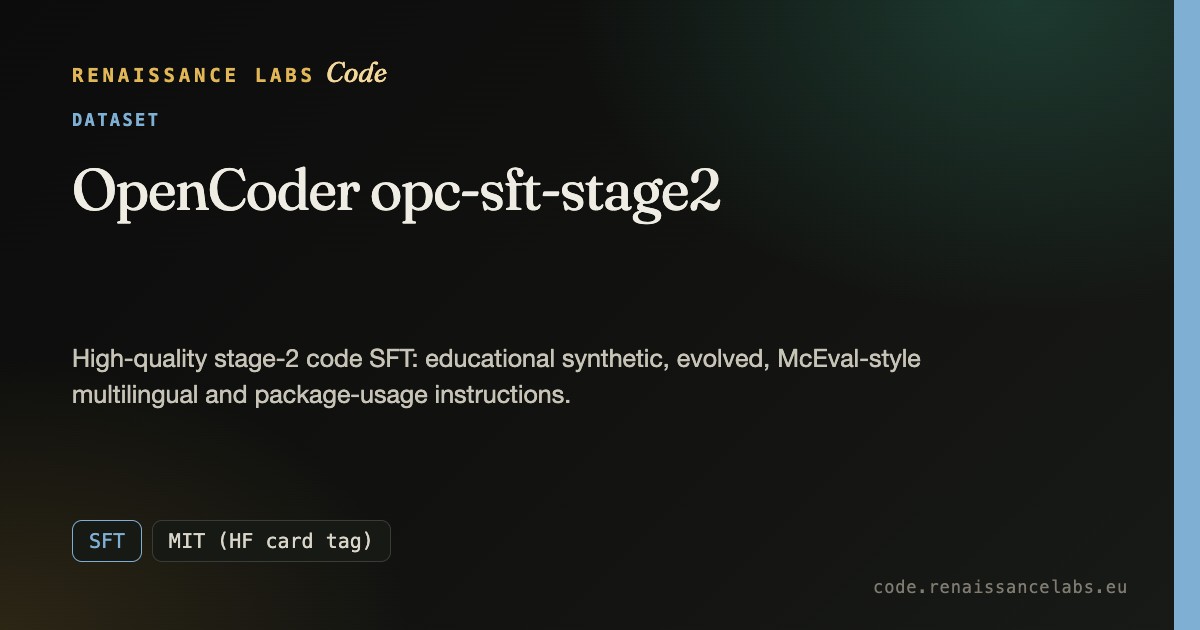 RENAISSANCE LABS Code
DATASET
OpenCoder opc-sft-stage2
High-quality stage-2 code SFT: educational synthetic, evolved, McEval-style
multilingual and package-usage instructions.
SFT MIT (HF card tag)
code.renaissancelabs.eu